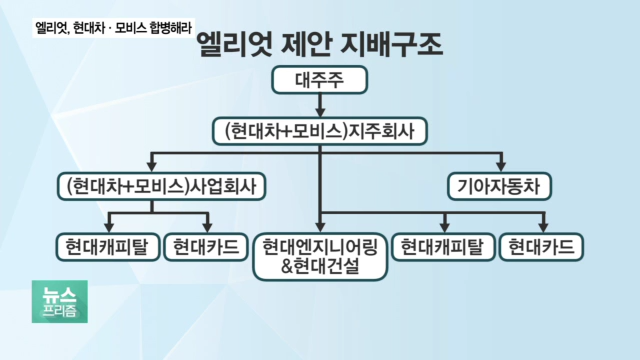 엘리엇, 현대차 · 모비스 합병해라
엘리엇 제안 지배구조
대주주
(현대차+모비스)지주회사
(현대차+모비스)사업회사
기아자동차
현대캐피탈
현대카드
현대엔지니어링
&현대건설
현대캐피탈
현대카드
뉴스
프리즘